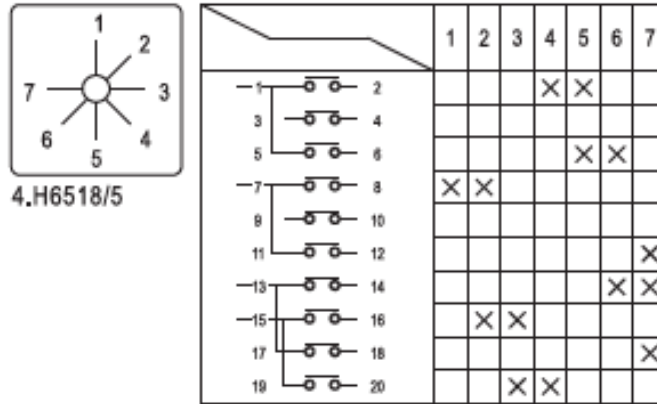 1
2
7 3
6 4
5
4.H6518/5
1 2 3 4 5 6 7
1 2 X X
3 4
5 6 X X
7 8 X X
9 10
11 12 X
13 14 X X
15 16 X X
17 18 X
19 20 X X